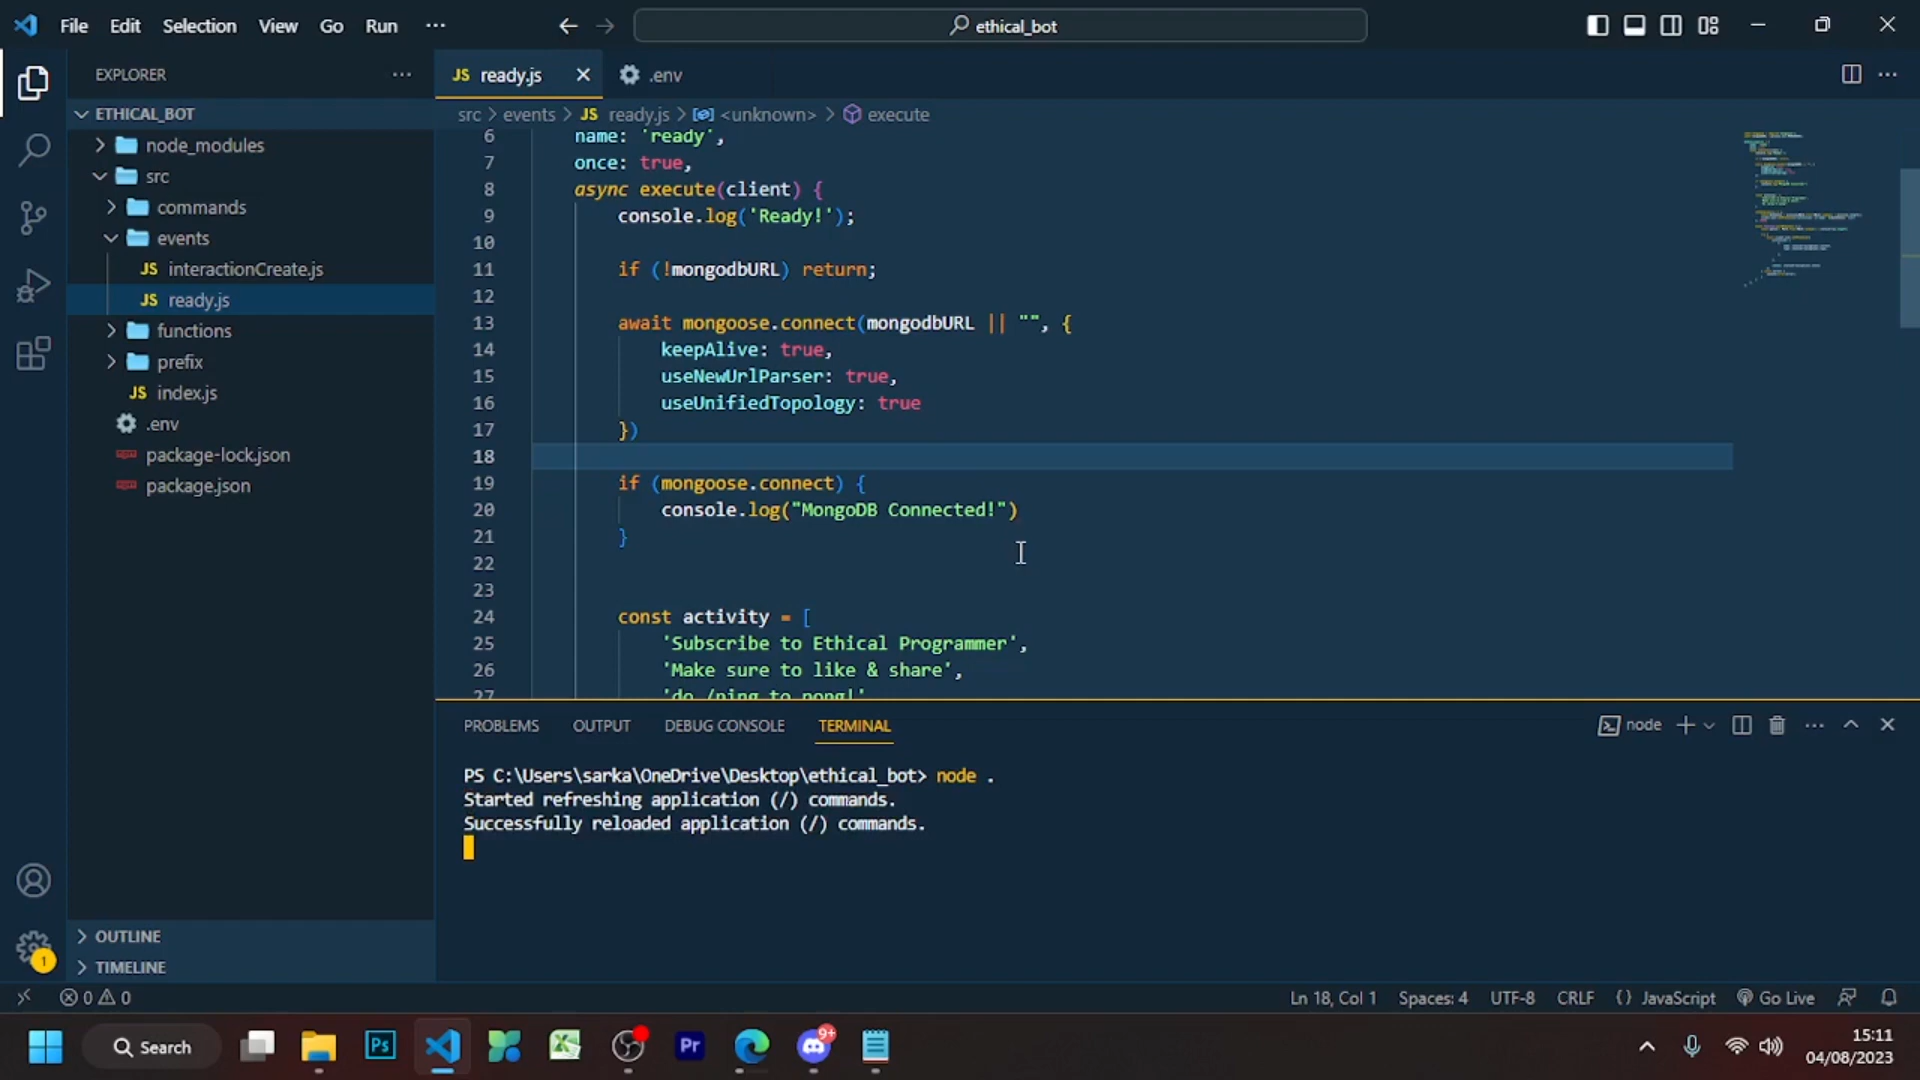 File Edit Selection View Go Run ···
ethical_bot
EXPLORER ···
JS ready.js
.env
ETHICAL_BOT
src > events > JS ready.js > <unknown> > execute
node_modules
src
commands
events
JS interactionCreate.js
JS ready.js
functions
prefix
JS index.js
.env
package-lock.json
package.json
OUTLINE
TIMELINE
1
6 name: 'ready',
7 once: true,
8 async execute(client) {
9 console.log('Ready!');
10
11 if (!mongodbURL) return;
12
13 await mongoose.connect(mongodbURL || "", {
14 keepAlive: true,
15 useNewUrlParser: true,
16 useUnifiedTopology: true
17 })
18
19 if (mongoose.connect) {
20 console.log("MongoDB Connected!")
21 }
22
23
24 const activity = [
25 'Subscribe to Ethical Programmer',
26 'Make sure to like & share',
27 'do /ping to pong!'
PROBLEMS OUTPUT DEBUG CONSOLE TERMINAL
node
PS C:\Users\sarka\OneDrive\Desktop\ethical_bot> node .
Started refreshing application (/) commands.
Successfully reloaded application (/) commands.
0 0
Ln 18, Col 1 Spaces: 4 UTF-8 CRLF {} JavaScript Go Live
Search
Ps
Pr
9+
15:11
04/08/2023